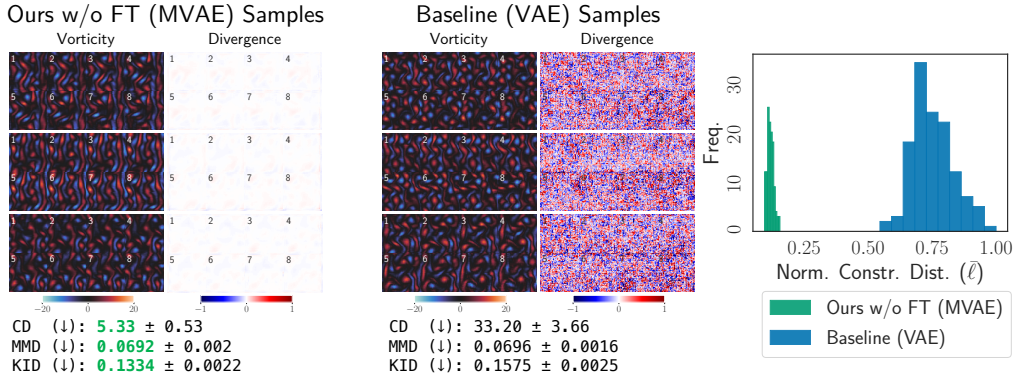 Ours w/o FT (MVAE) Samples
Vorticity Divergence
1 2 3 4 1 2 3 4
5 6 7 8 5 6 7 8
1 2 3 4 1 2 3 4
5 6 7 8 5 6 7 8
1 2 3 4 1 2 3 4
5 6 7 8 5 6 7 8
−20 0 20 −1 0 1
CD (↓): 5.33 ± 0.53
MMD (↓): 0.0692 ± 0.002
KID (↓): 0.1334 ± 0.0022
Baseline (VAE) Samples
Vorticity Divergence
1 2 3 4 1 2 3 4
5 6 7 8 5 6 7 8
1 2 3 4 1 2 3 4
5 6 7 8 5 6 7 8
1 2 3 4 1 2 3 4
5 6 7 8 5 6 7 8
−20 0 20 −1 0 1
CD (↓): 33.20 ± 3.66
MMD (↓): 0.0696 ± 0.0016
KID (↓): 0.1575 ± 0.0025
Freq.
30
20
10
0
0.25 0.50 0.75 1.00
Norm. Constr. Dist. (ℓ̄)
Ours w/o FT (MVAE)
Baseline (VAE)